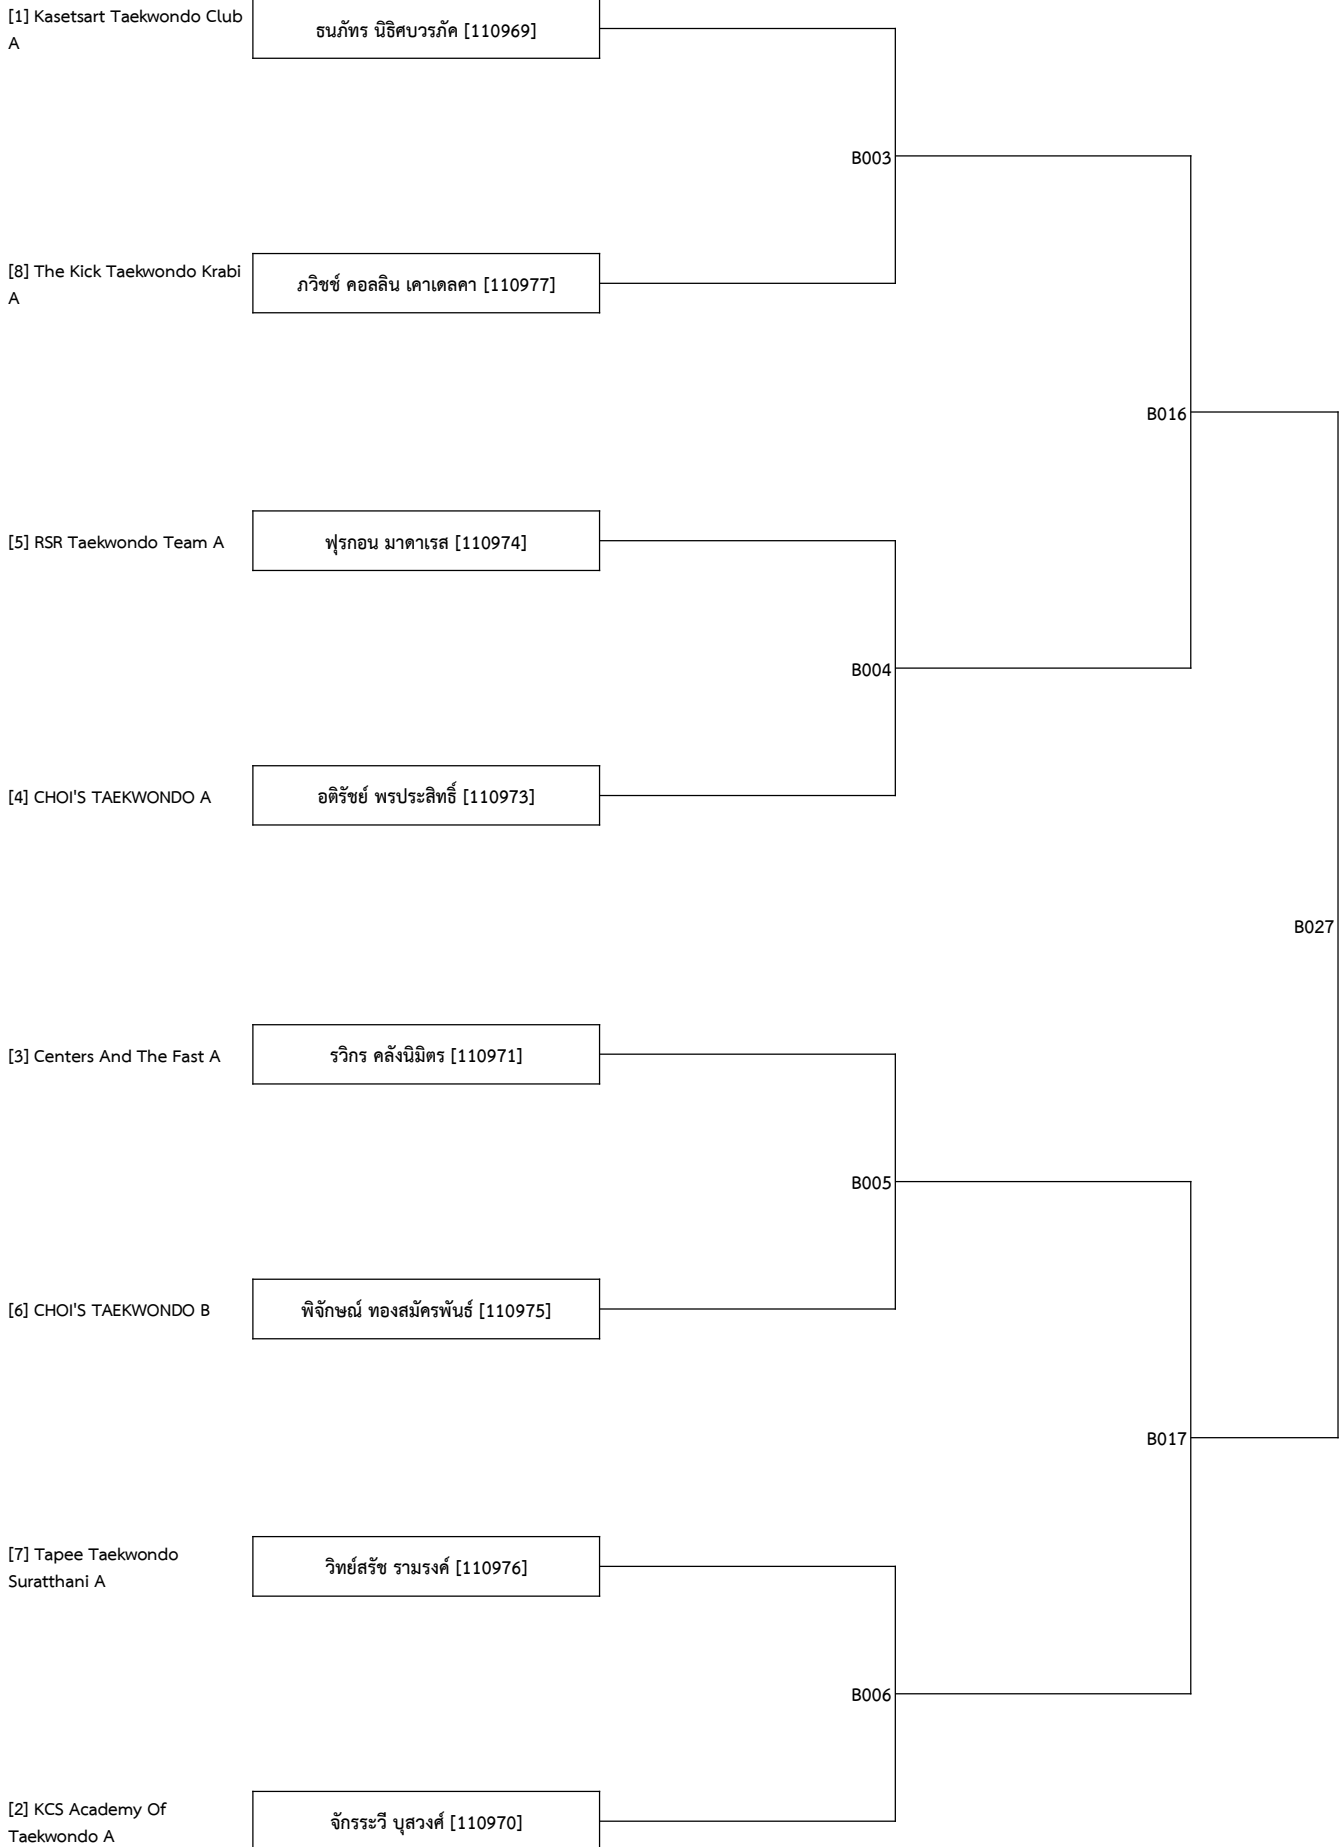 [1] Kasetsart Taekwondo Club
A
ธนภัทร นิธิศบวรภัค [110969]
B003
[8] The Kick Taekwondo Krabi
A
ภวิชช์ คอลลิน เคาเดลคา [110977]
B016
[5] RSR Taekwondo Team A
ฟุรกอน มาดาเรส [110974]
B004
[4] CHOI'S TAEKWONDO A
อติรัชย์ พรประสิทธิ์ [110973]
B027
[3] Centers And The Fast A
รวิกร คลังนิมิตร [110971]
B005
[6] CHOI'S TAEKWONDO B
พิจักษณ์ ทองสมัครพันธ์ [110975]
B017
[7] Tapee Taekwondo
Suratthani A
วิทย์สรัช รามรงค์ [110976]
B006
[2] KCS Academy Of
Taekwondo A
จักรระวี บุสวงศ์ [110970]